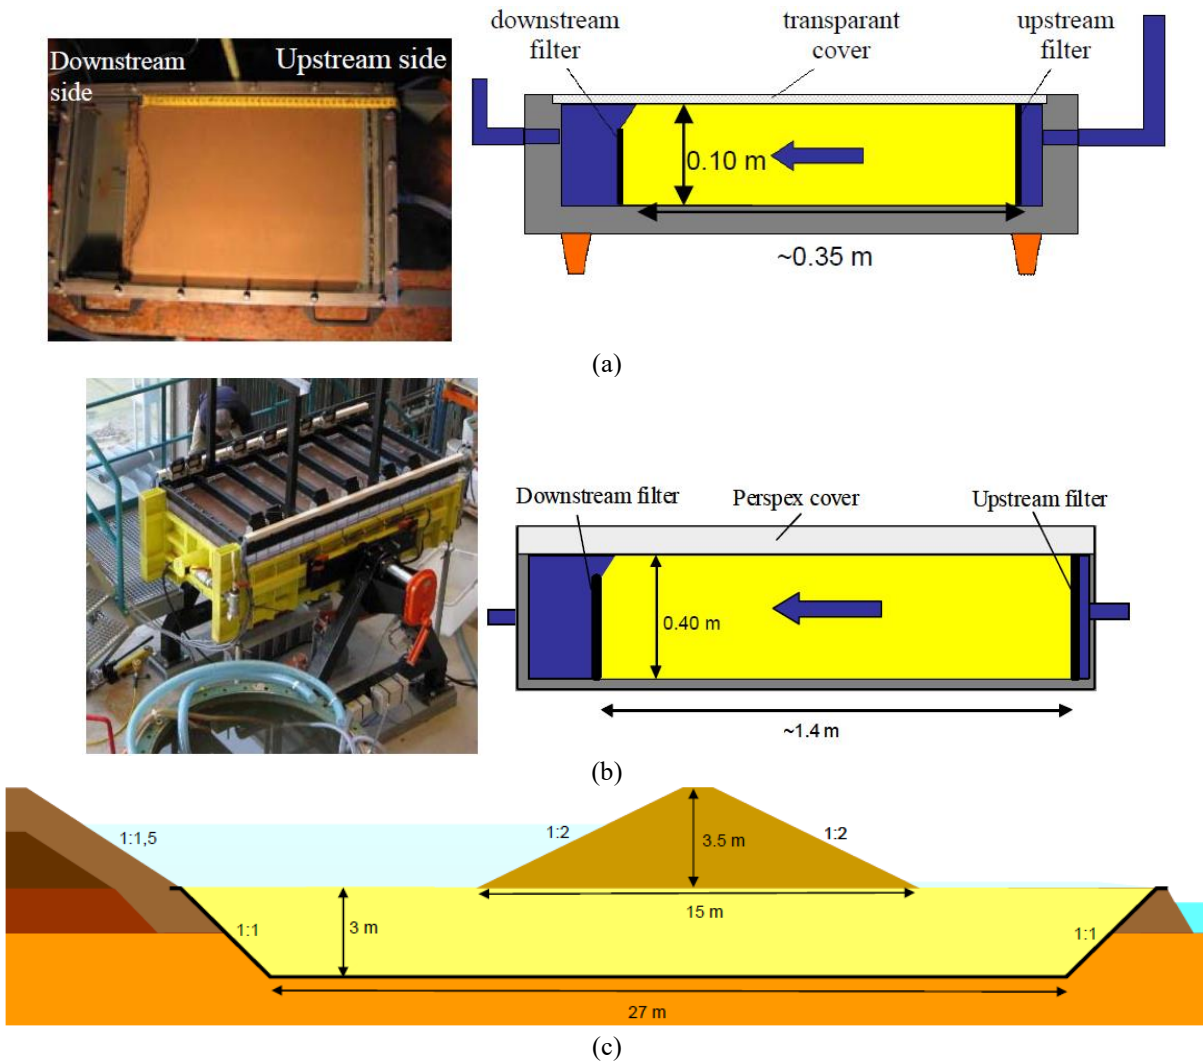 Downstream
side
Upstream side
downstream
filter
transparant
cover
upstream
filter
0.10 m
~0.35 m
(a)
Downstream filter
Perspex cover
Upstream filter
0.40 m
~1.4 m
(b)
1:1,5
1:2
3.5 m
1:2
3 m
15 m
1:1
1:1
27 m
(c)